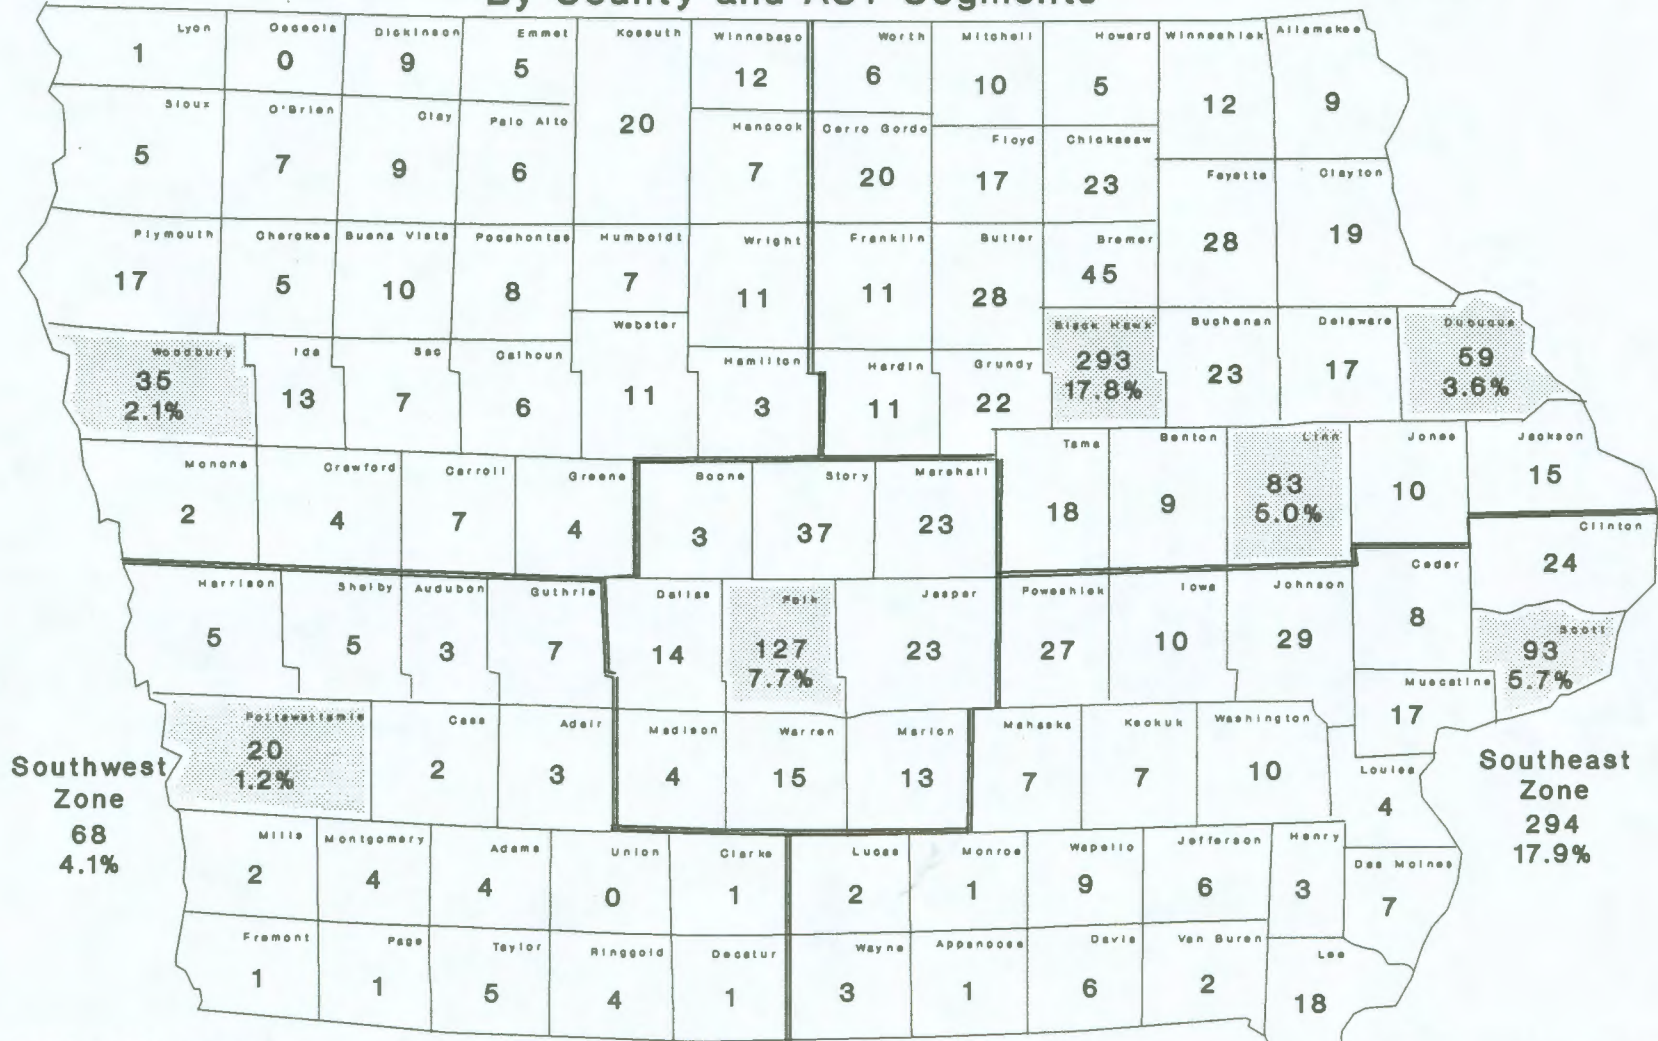 By County and ACT Segments
Lyon
1
Osceola
0
Dickinson
9
Emmet
5
Kossuth
20
Winnebago
12
Worth
6
Mitchell
10
Howard
5
Winneshiek
12
Allamakee
9
Sioux
5
O'Brien
7
Clay
9
Palo Alto
6
Hancock
7
Cerro Gordo
20
Floyd
17
Chickasaw
23
Fayette
28
Clayton
19
Plymouth
17
Cherokee
5
Buena Vista
10
Pocahontas
8
Humboldt
7
Wright
11
Franklin
11
Butler
28
Bremer
45
Woodbury
35
2.1%
Ida
13
Sac
7
Calhoun
6
Webster
11
Hamilton
3
Hardin
11
Grundy
22
Black Hawk
293
17.8%
Buchanan
23
Delaware
17
Dubuque
59
3.6%
Monona
2
Crawford
4
Carroll
7
Greene
4
Boone
3
Story
37
Marshall
23
Tama
18
Benton
9
Linn
83
5.0%
Jones
10
Jackson
15
Clinton
24
Harrison
5
Shelby
5
Audubon
3
Guthrie
7
Dallas
14
Polk
127
7.7%
Jasper
23
Poweshiek
27
Iowa
10
Johnson
29
Cedar
8
Scott
93
5.7%
Muscatine
17
Pottawattamie
20
1.2%
Cass
2
Adair
3
Madison
4
Warren
15
Marion
13
Mahaska
7
Keokuk
7
Washington
10
Louisa
4
Southwest
Zone
68
4.1%
Southeast
Zone
294
17.9%
Mills
2
Montgomery
4
Adams
4
Union
0
Clarke
1
Lucas
2
Monroe
1
Wapello
9
Jefferson
6
Henry
3
Des Moines
7
Fremont
1
Page
1
Taylor
5
Ringgold
4
Decatur
1
Wayne
3
Appanoose
1
Davis
6
Van Buren
2
Lee
18